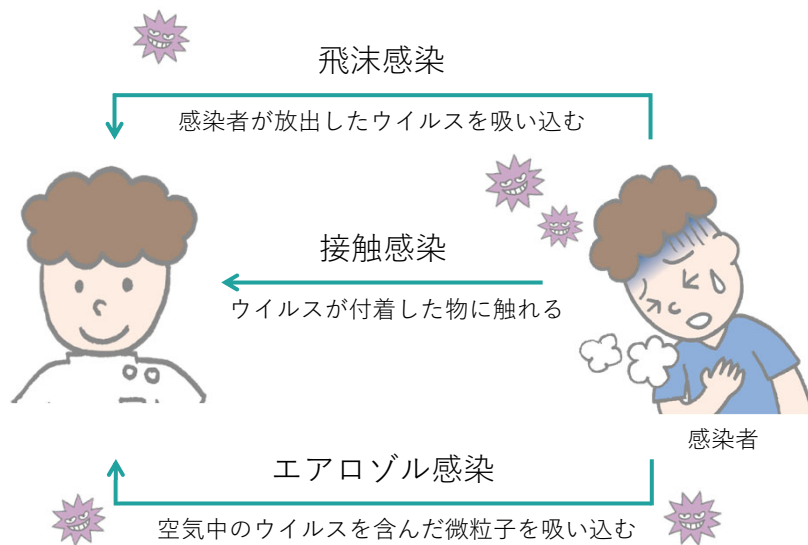 飛沫感染
感染者が放出したウイルスを吸い込む
接触感染
ウイルスが付着した物に触れる
感染者
エアロゾル感染
空気中のウイルスを含んだ微粒子を吸い込む